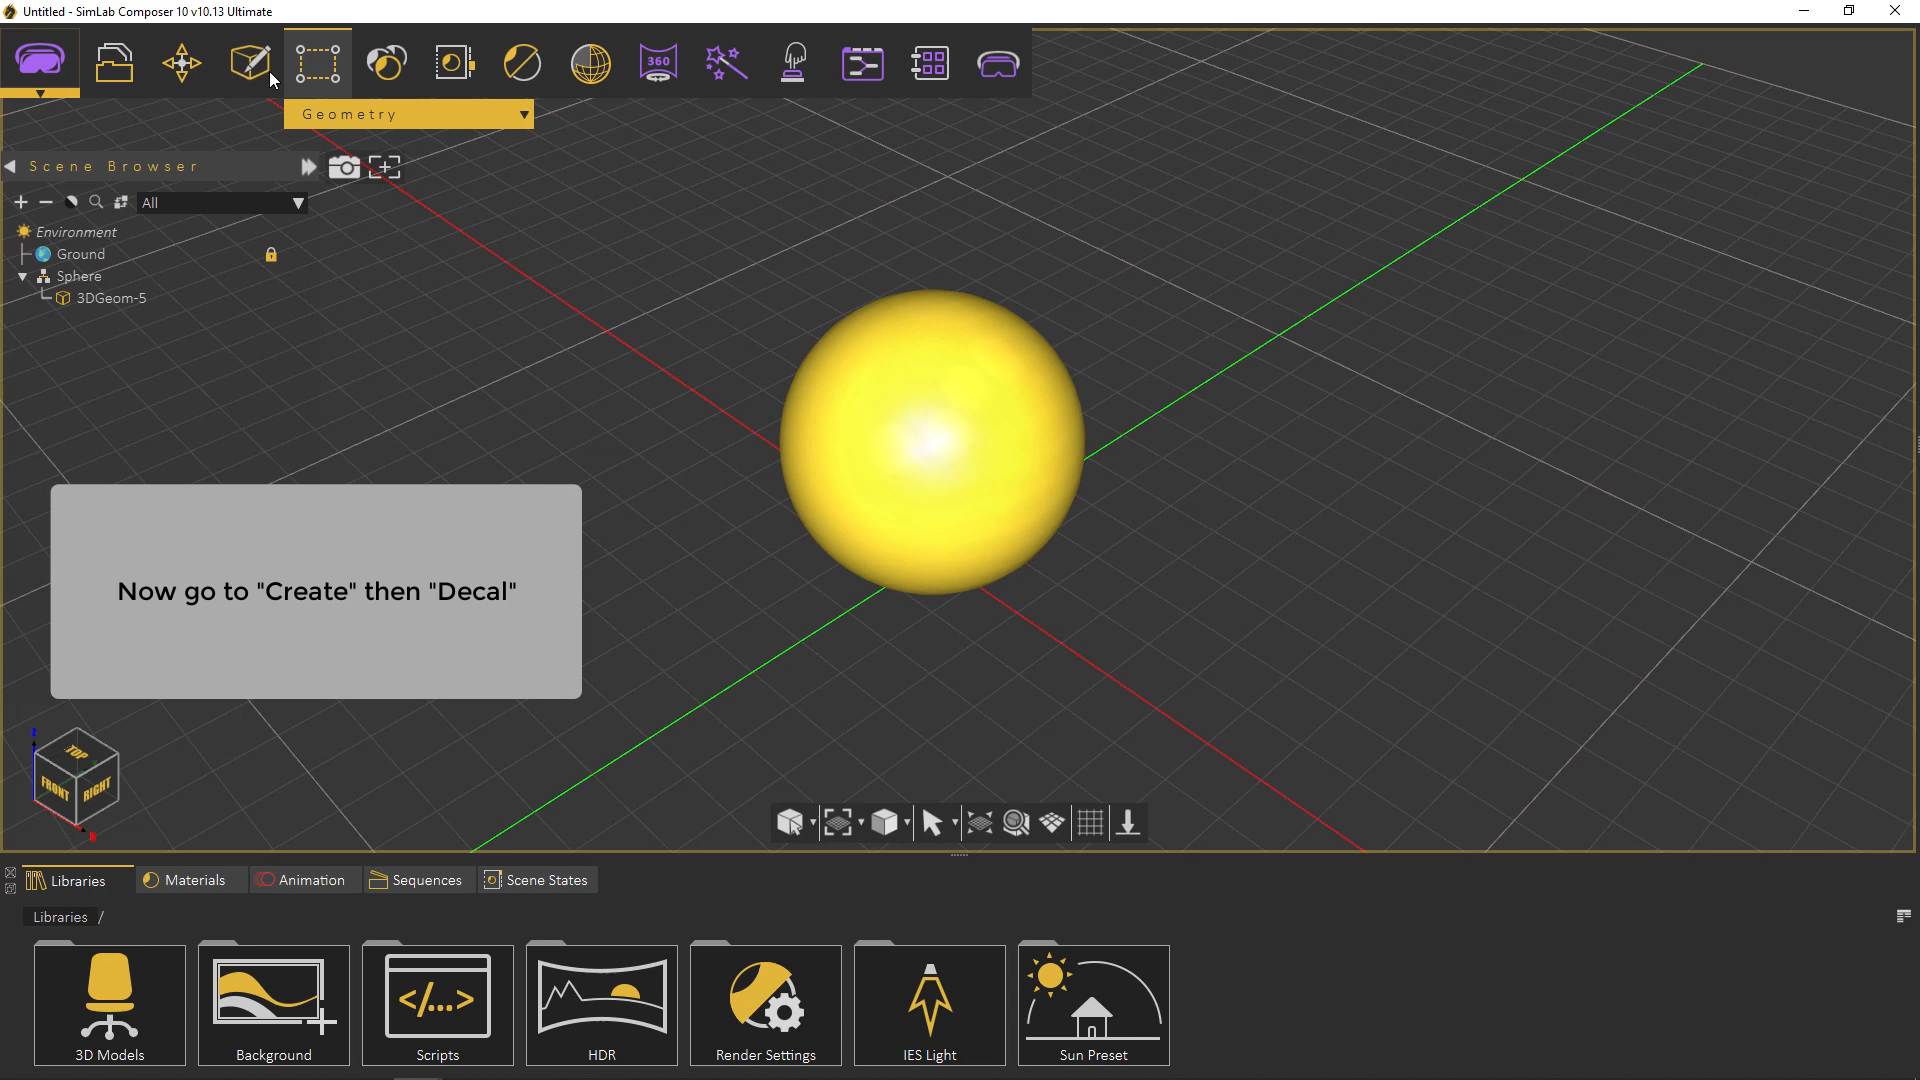 Untitled - SimLab Composer 10 v10.13 Ultimate
360
Geometry
Scene Browser
All
Environment
Ground
Sphere
3DGeom-5
Now go to "Create" then "Decal"
Z
TOP
FRONT
RIGHT
X
Libraries
Materials
Animation
Sequences
Scene States
Libraries /
</...>
3D Models
Background
Scripts
HDR
Render Settings
IES Light
Sun Preset